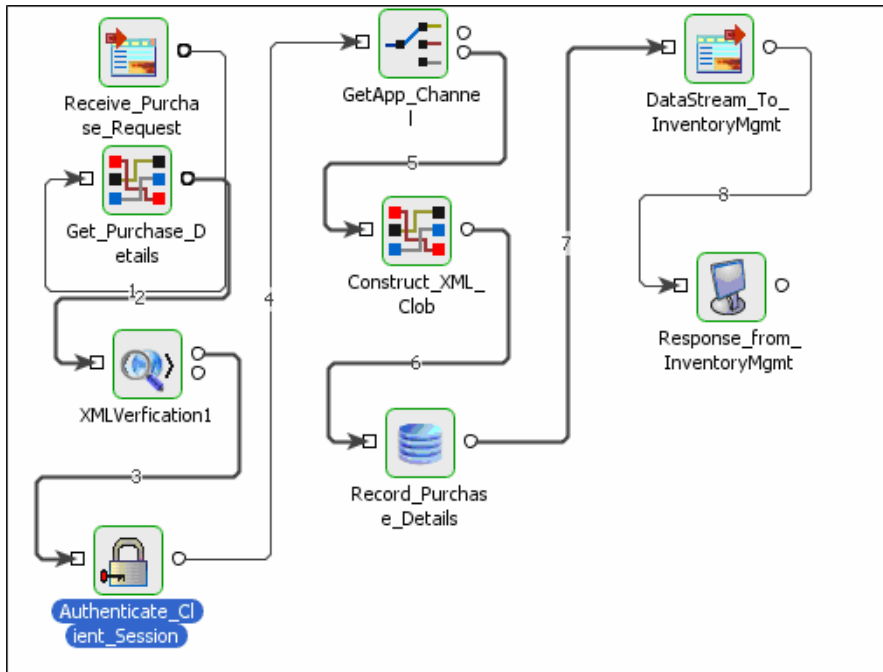 Receive_Purcha
se_Request
Get_Purchase_D
etails
1
2
XMLVerfication1
3
Authenticate_Cl
ient_Session
4
GetApp_Channe
l
5
Construct_XML_
Clob
6
Record_Purchas
e_Details
7
DataStream_To_
InventoryMgmt
8
Response_from_
InventoryMgmt